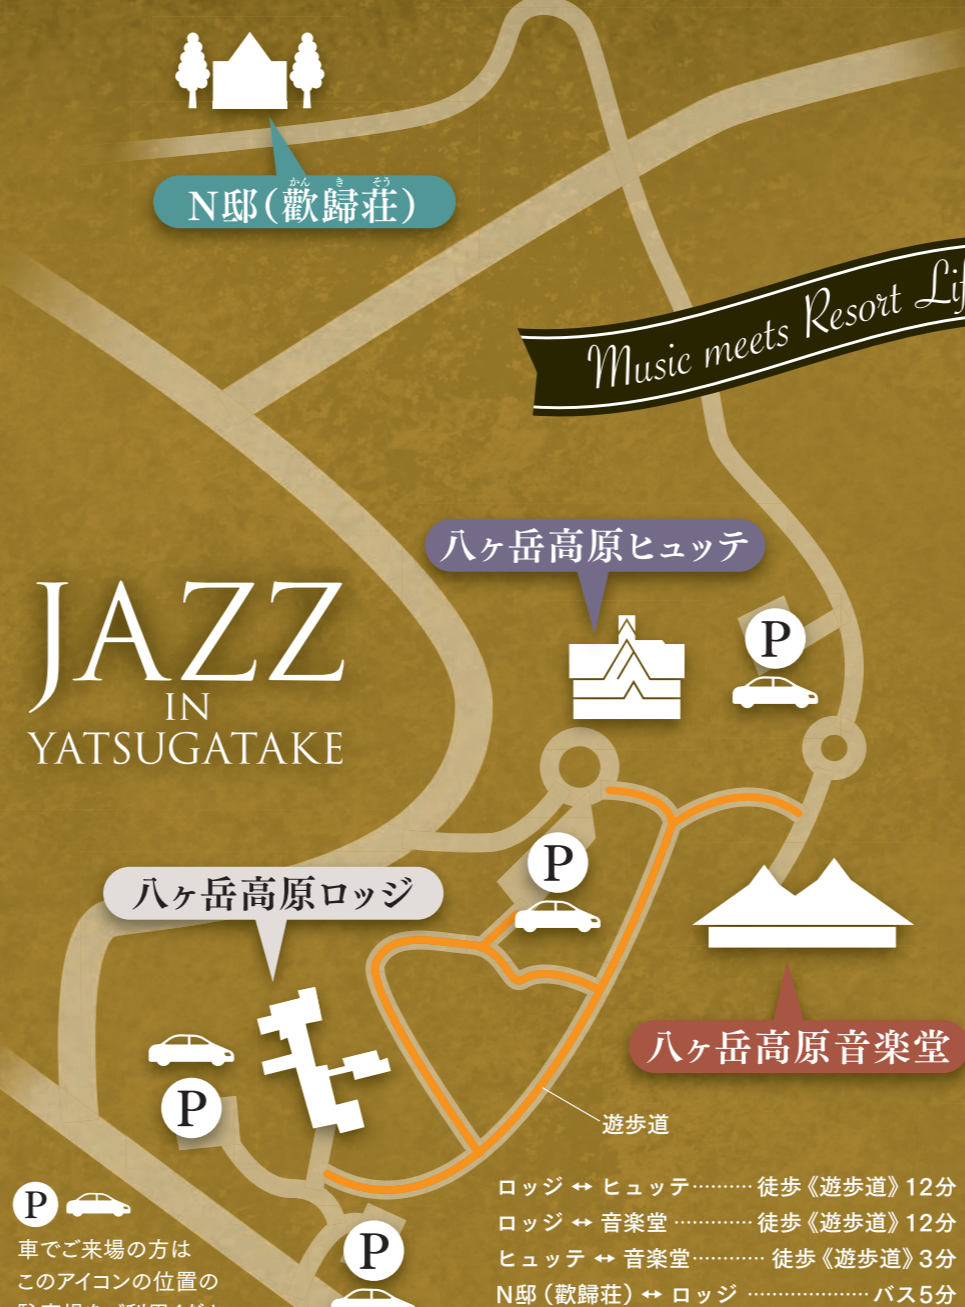 かん き そう
N邸(歡歸荘)
Music meets Resort
八ヶ岳高原ヒュッテ
P
JAZZ
IN
YATSUGATAKE
P
八ヶ岳高原ロッジ
八ヶ岳高原音楽堂
P
遊歩道
ロッジ ↔ ヒュッテ………… 徒歩《遊歩道》12分
ロッジ ↔ 音楽堂 ………… 徒歩《遊歩道》12分
ヒュッテ ↔ 音楽堂………… 徒歩《遊歩道》3分
N邸(歡歸荘) ↔ ロッジ ………………… バス5分
P
車でご来場の方は
このアイコンの位置の
P